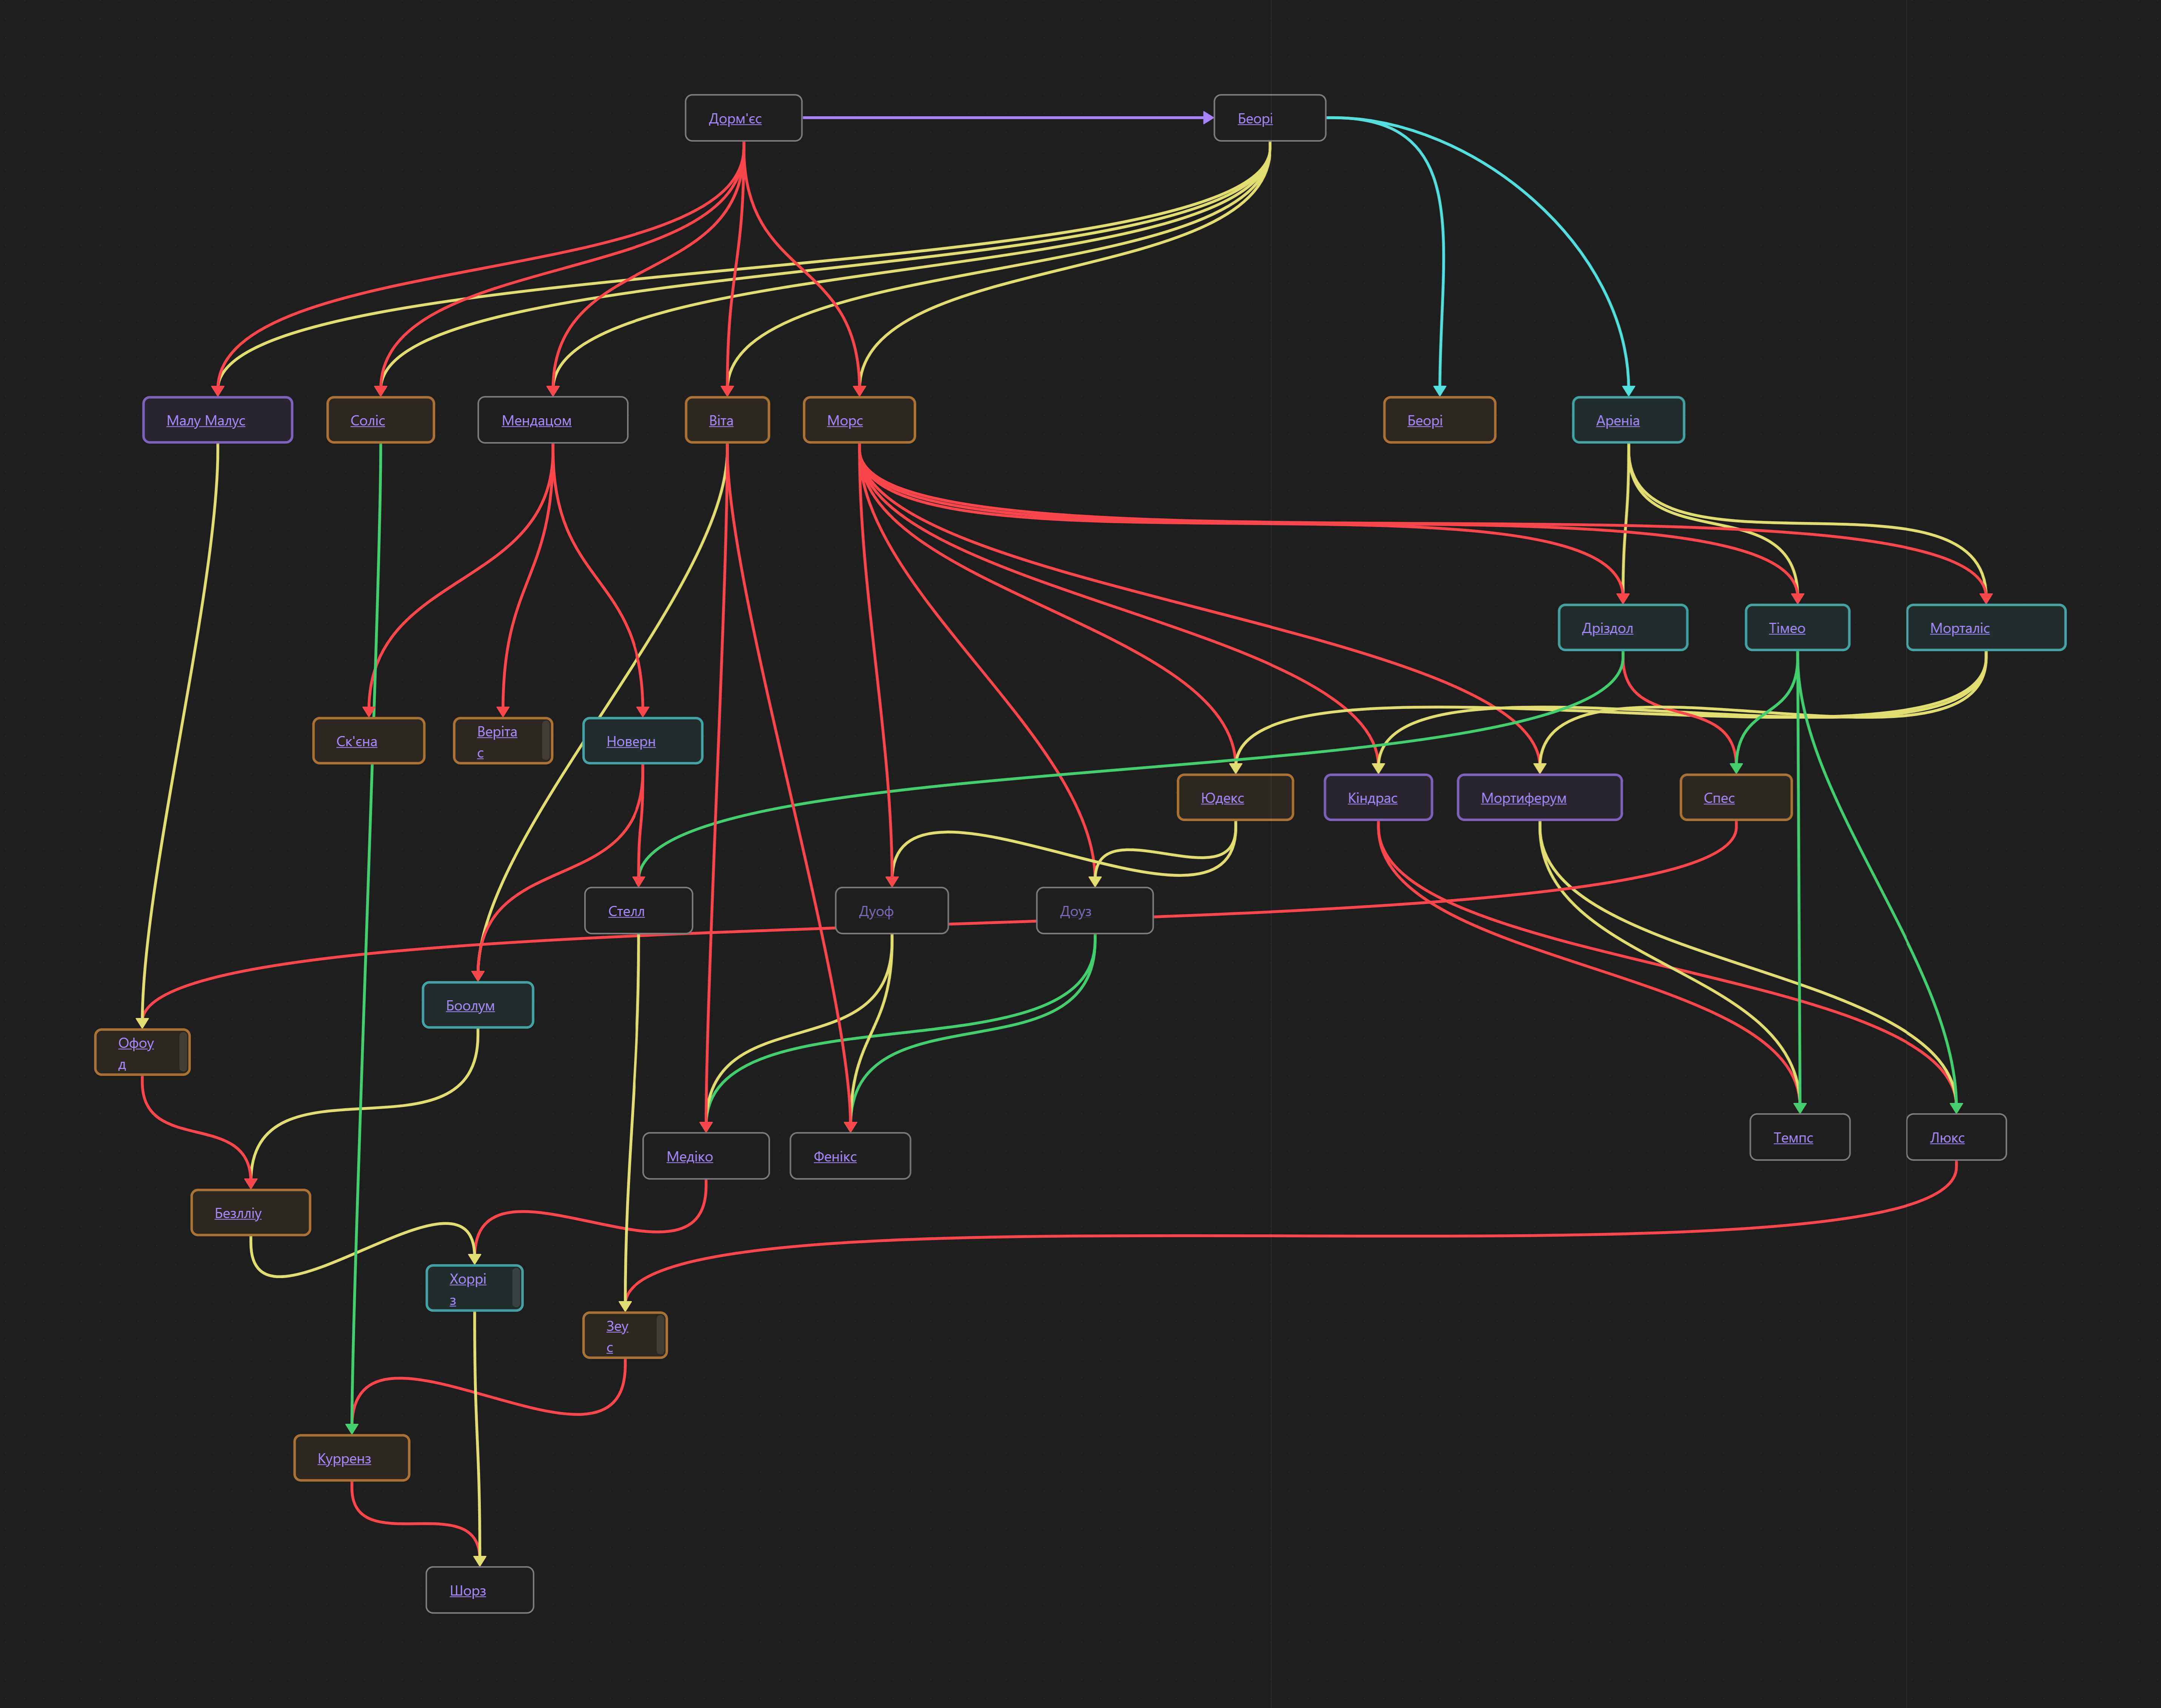 Дорм'єс
Беорі
Малу Малус
Соліс
Мендацом
Віта
Морс
Беорі
Ареніа
Дріздол
Тімео
Морталіс
Ск'єна
Веріта
с
Новерн
Юдекс
Кіндрас
Мортиферум
Спес
Стелл
Дуоф
Доуз
Боолум
Офоу
д
Медіко
Фенікс
Темпс
Люкс
Безлліу
Хоррі
з
Зеу
с
Курренз
Шорз